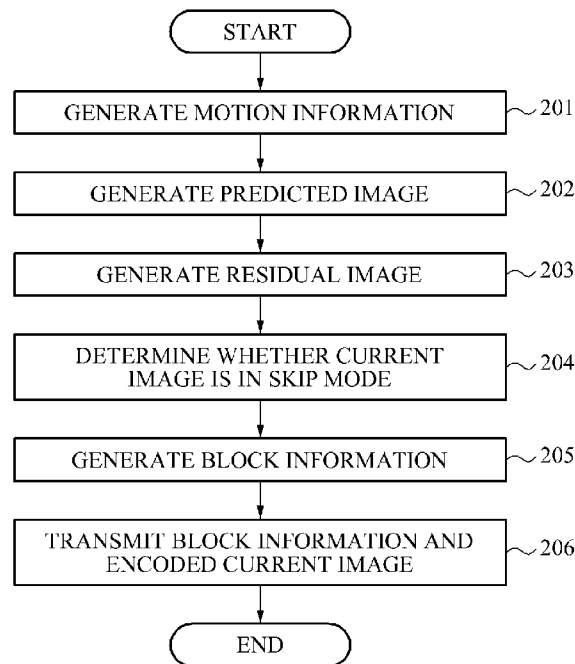 START
GENERATE MOTION INFORMATION 201
GENERATE PREDICTED IMAGE 202
GENERATE RESIDUAL IMAGE 203
DETERMINE WHETHER CURRENT
IMAGE IS IN SKIP MODE 204
GENERATE BLOCK INFORMATION 205
TRANSMIT BLOCK INFORMATION AND
ENCODED CURRENT IMAGE 206
END